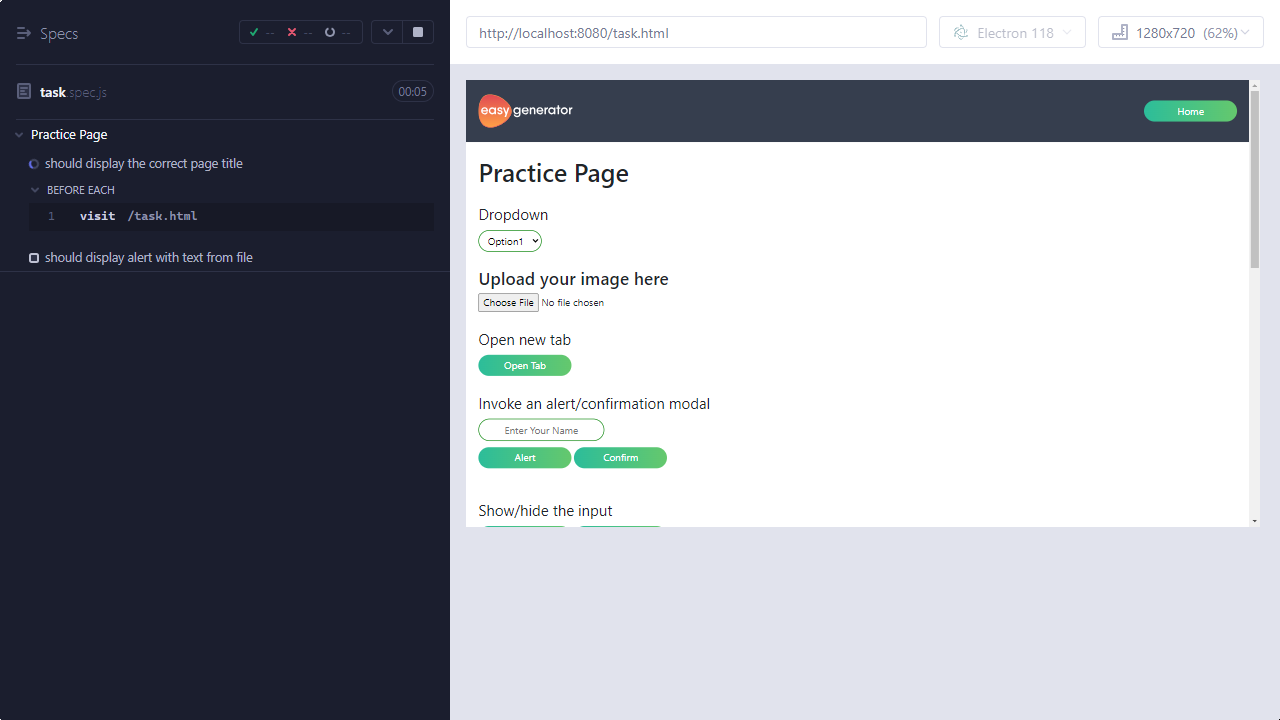 Specs
-- -- --
task.spec.js
00:05
Practice Page
should display the correct page title
BEFORE EACH
1 visit /task.html
should display alert with text from file
http://localhost:8080/task.html
Electron 118
1280x720 (62%)
easygenerator
Home
Practice Page
Dropdown
Option1
Upload your image here
Choose File No file chosen
Open new tab
Open Tab
Invoke an alert/confirmation modal
Enter Your Name
Alert Confirm
Show/hide the input